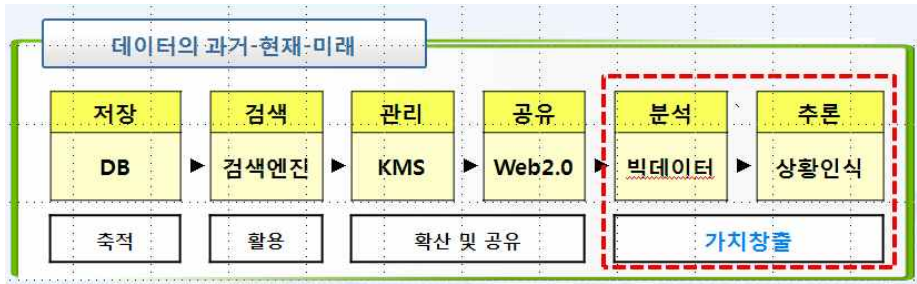 데이터의 과거-현재-미래
저장 검색 관리 공유 분석 추론
DB 검색엔진 KMS Web2.0 빅데이터 상황인식
축적 활용 확산 및 공유 가치창출